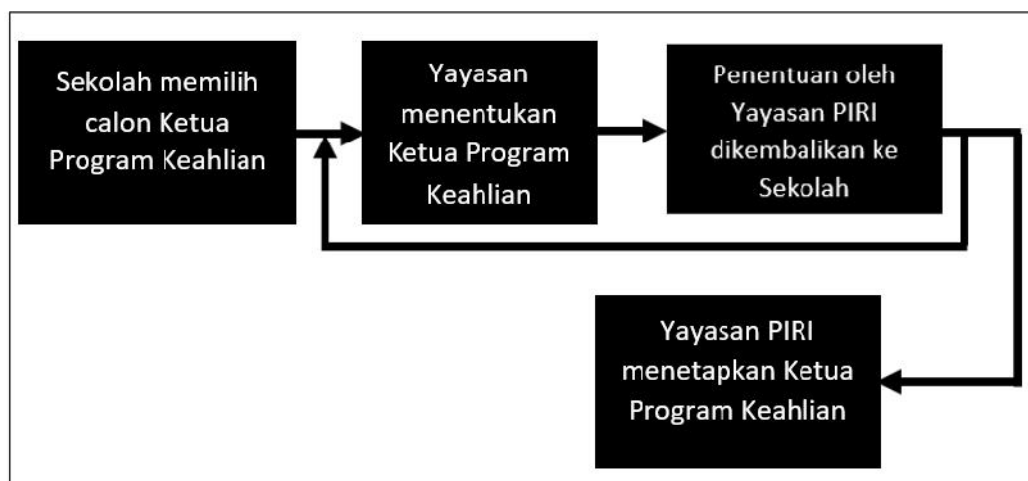 Sekolah memilih
calon Ketua
Program Keahlian
Yayasan
menentukan
Ketua Program
Keahlian
Penentuan oleh
Yayasan PIRI
dikembalikan ke
Sekolah
Yayasan PIRI
menetapkan Ketua
Program Keahlian